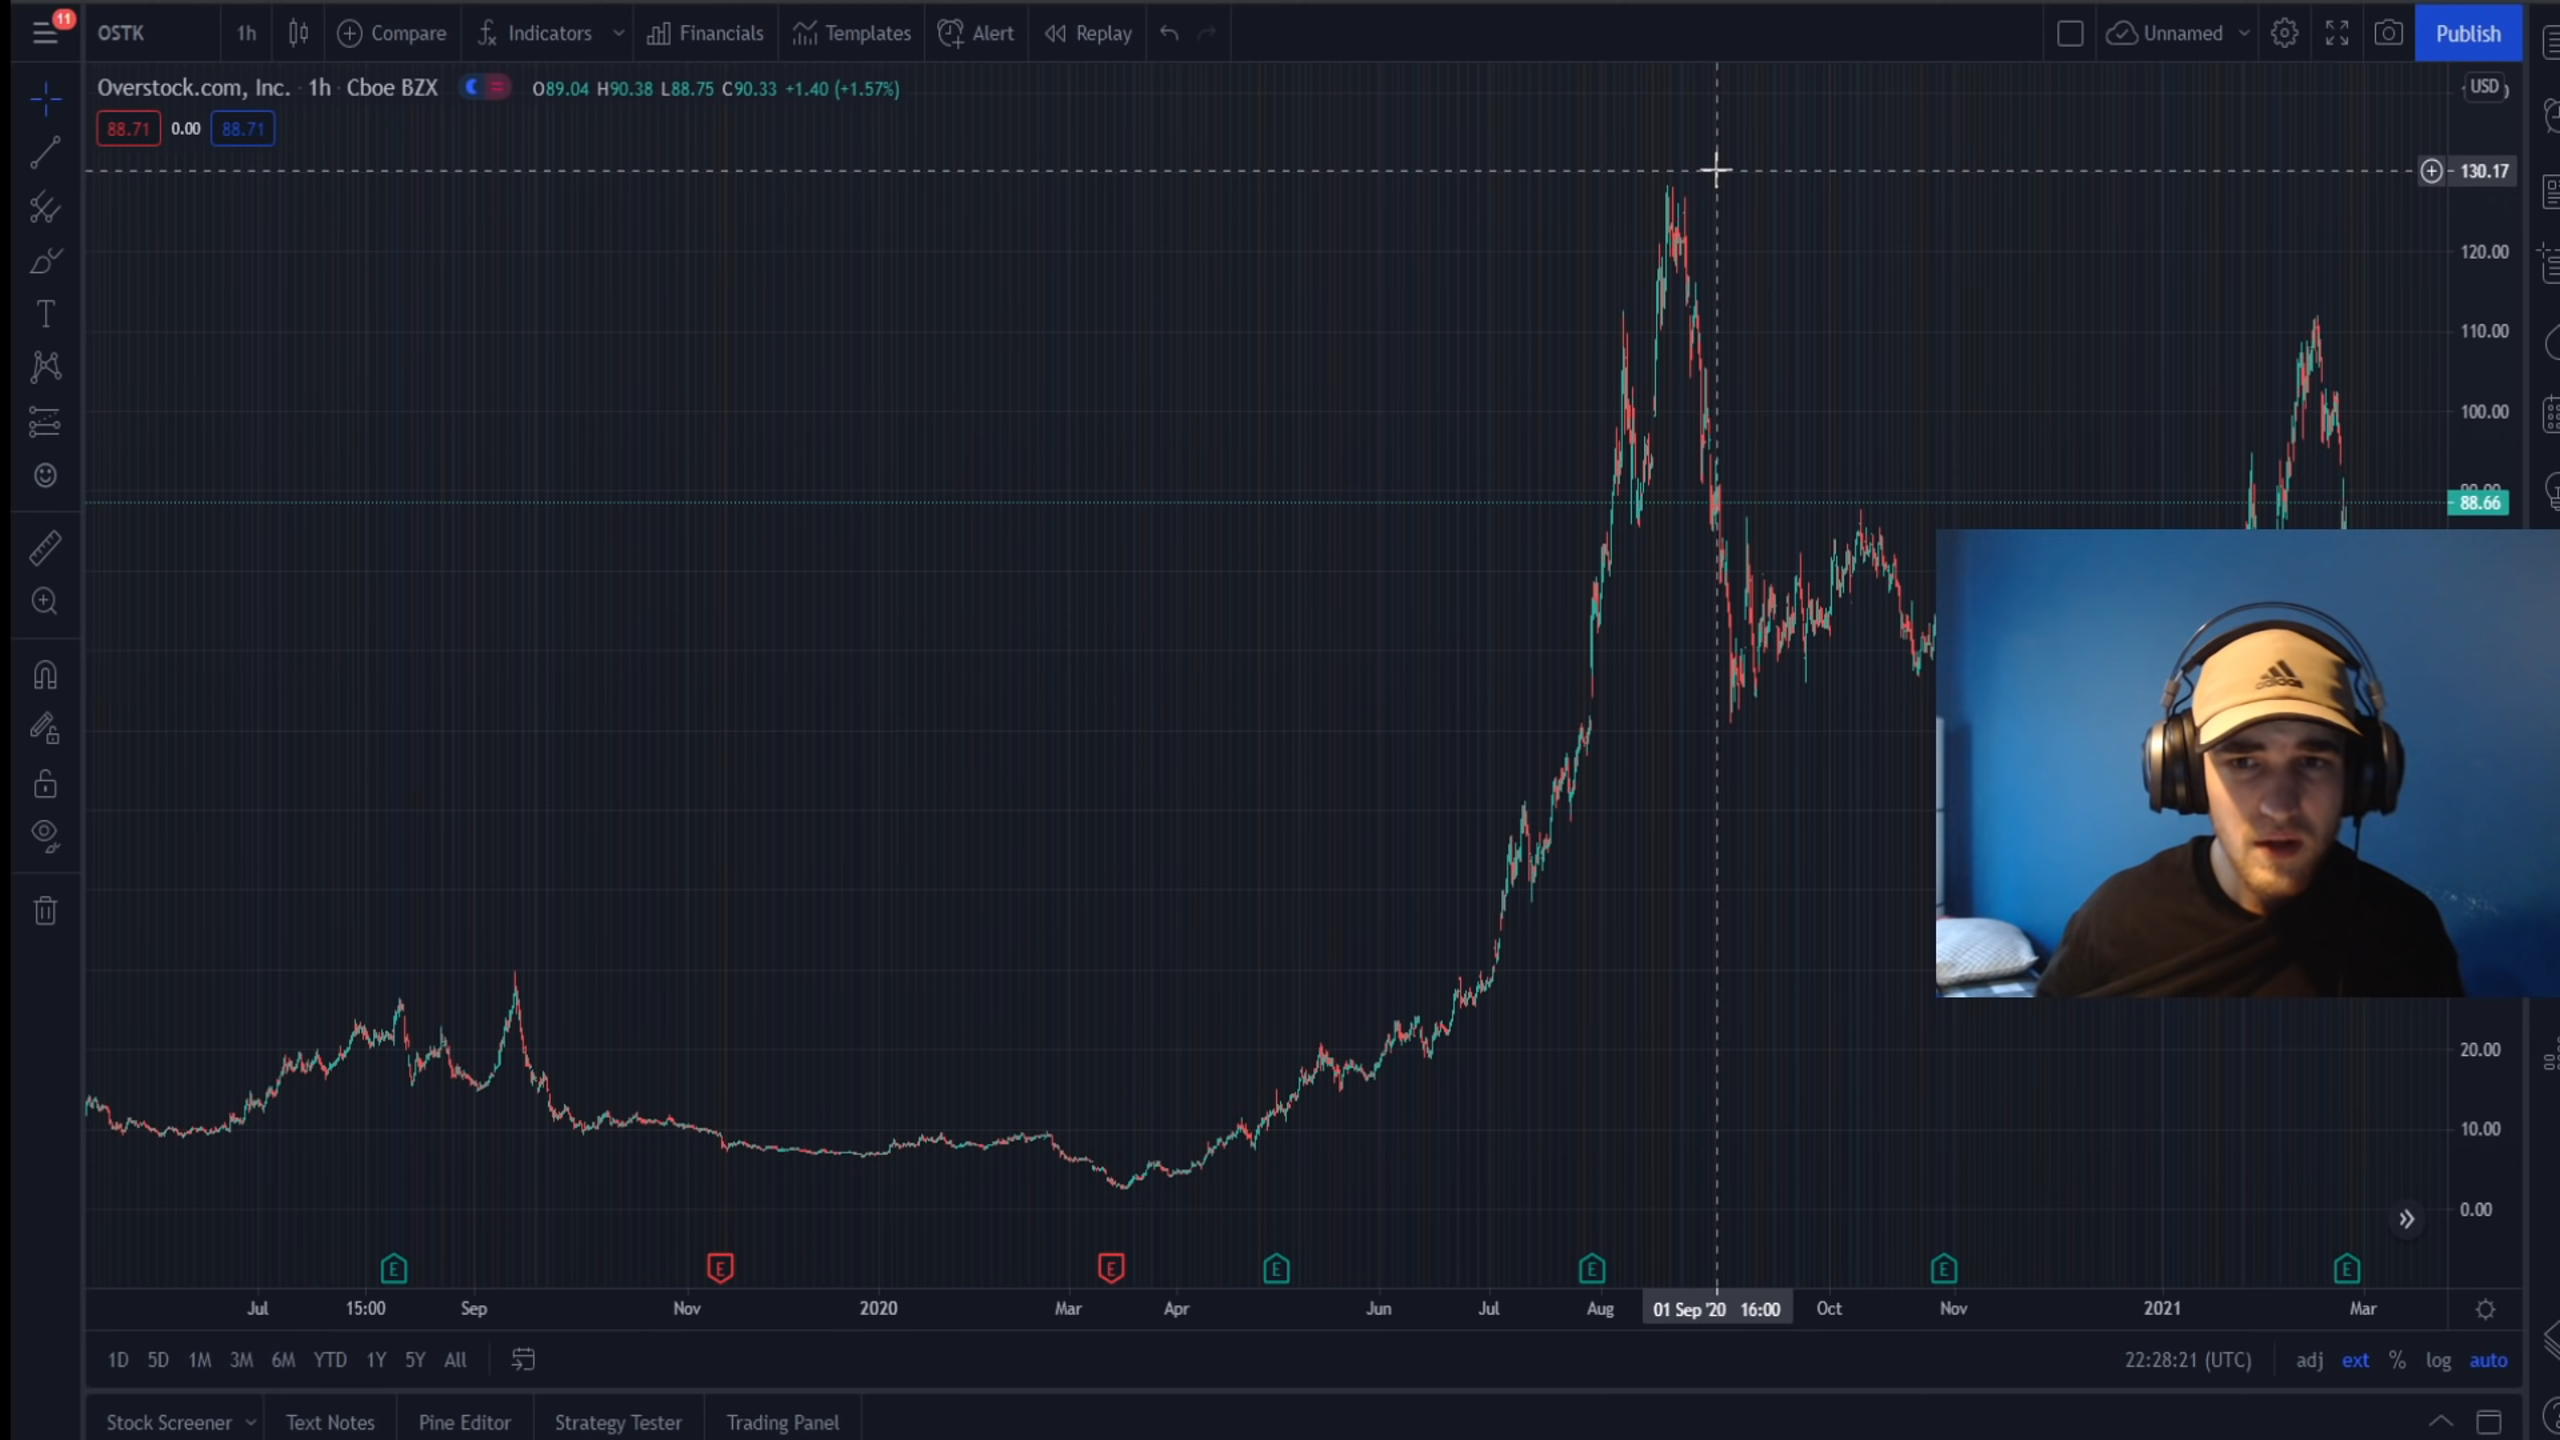 11
OSTK 1h Compare Indicators Financials Templates Alert Replay Unnamed Publish
Overstock.com, Inc. · 1h · Cboe BZX O89.04 H90.38 L88.75 C90.33 +1.40 (+1.57%)
USD
88.71 0.00 88.71
130.17
120.00
110.00
100.00
88.66
adidas
20.00
10.00
0.00
E E E E E E E
Jul 15:00 Sep Nov 2020 Mar Apr Jun Jul Aug 01 Sep '20 16:00 Oct Nov 2021 Mar
1D 5D 1M 3M 6M YTD 1Y 5Y All 22:28:21 (UTC) adj ext % log auto
Stock Screener Text Notes Pine Editor Strategy Tester Trading Panel